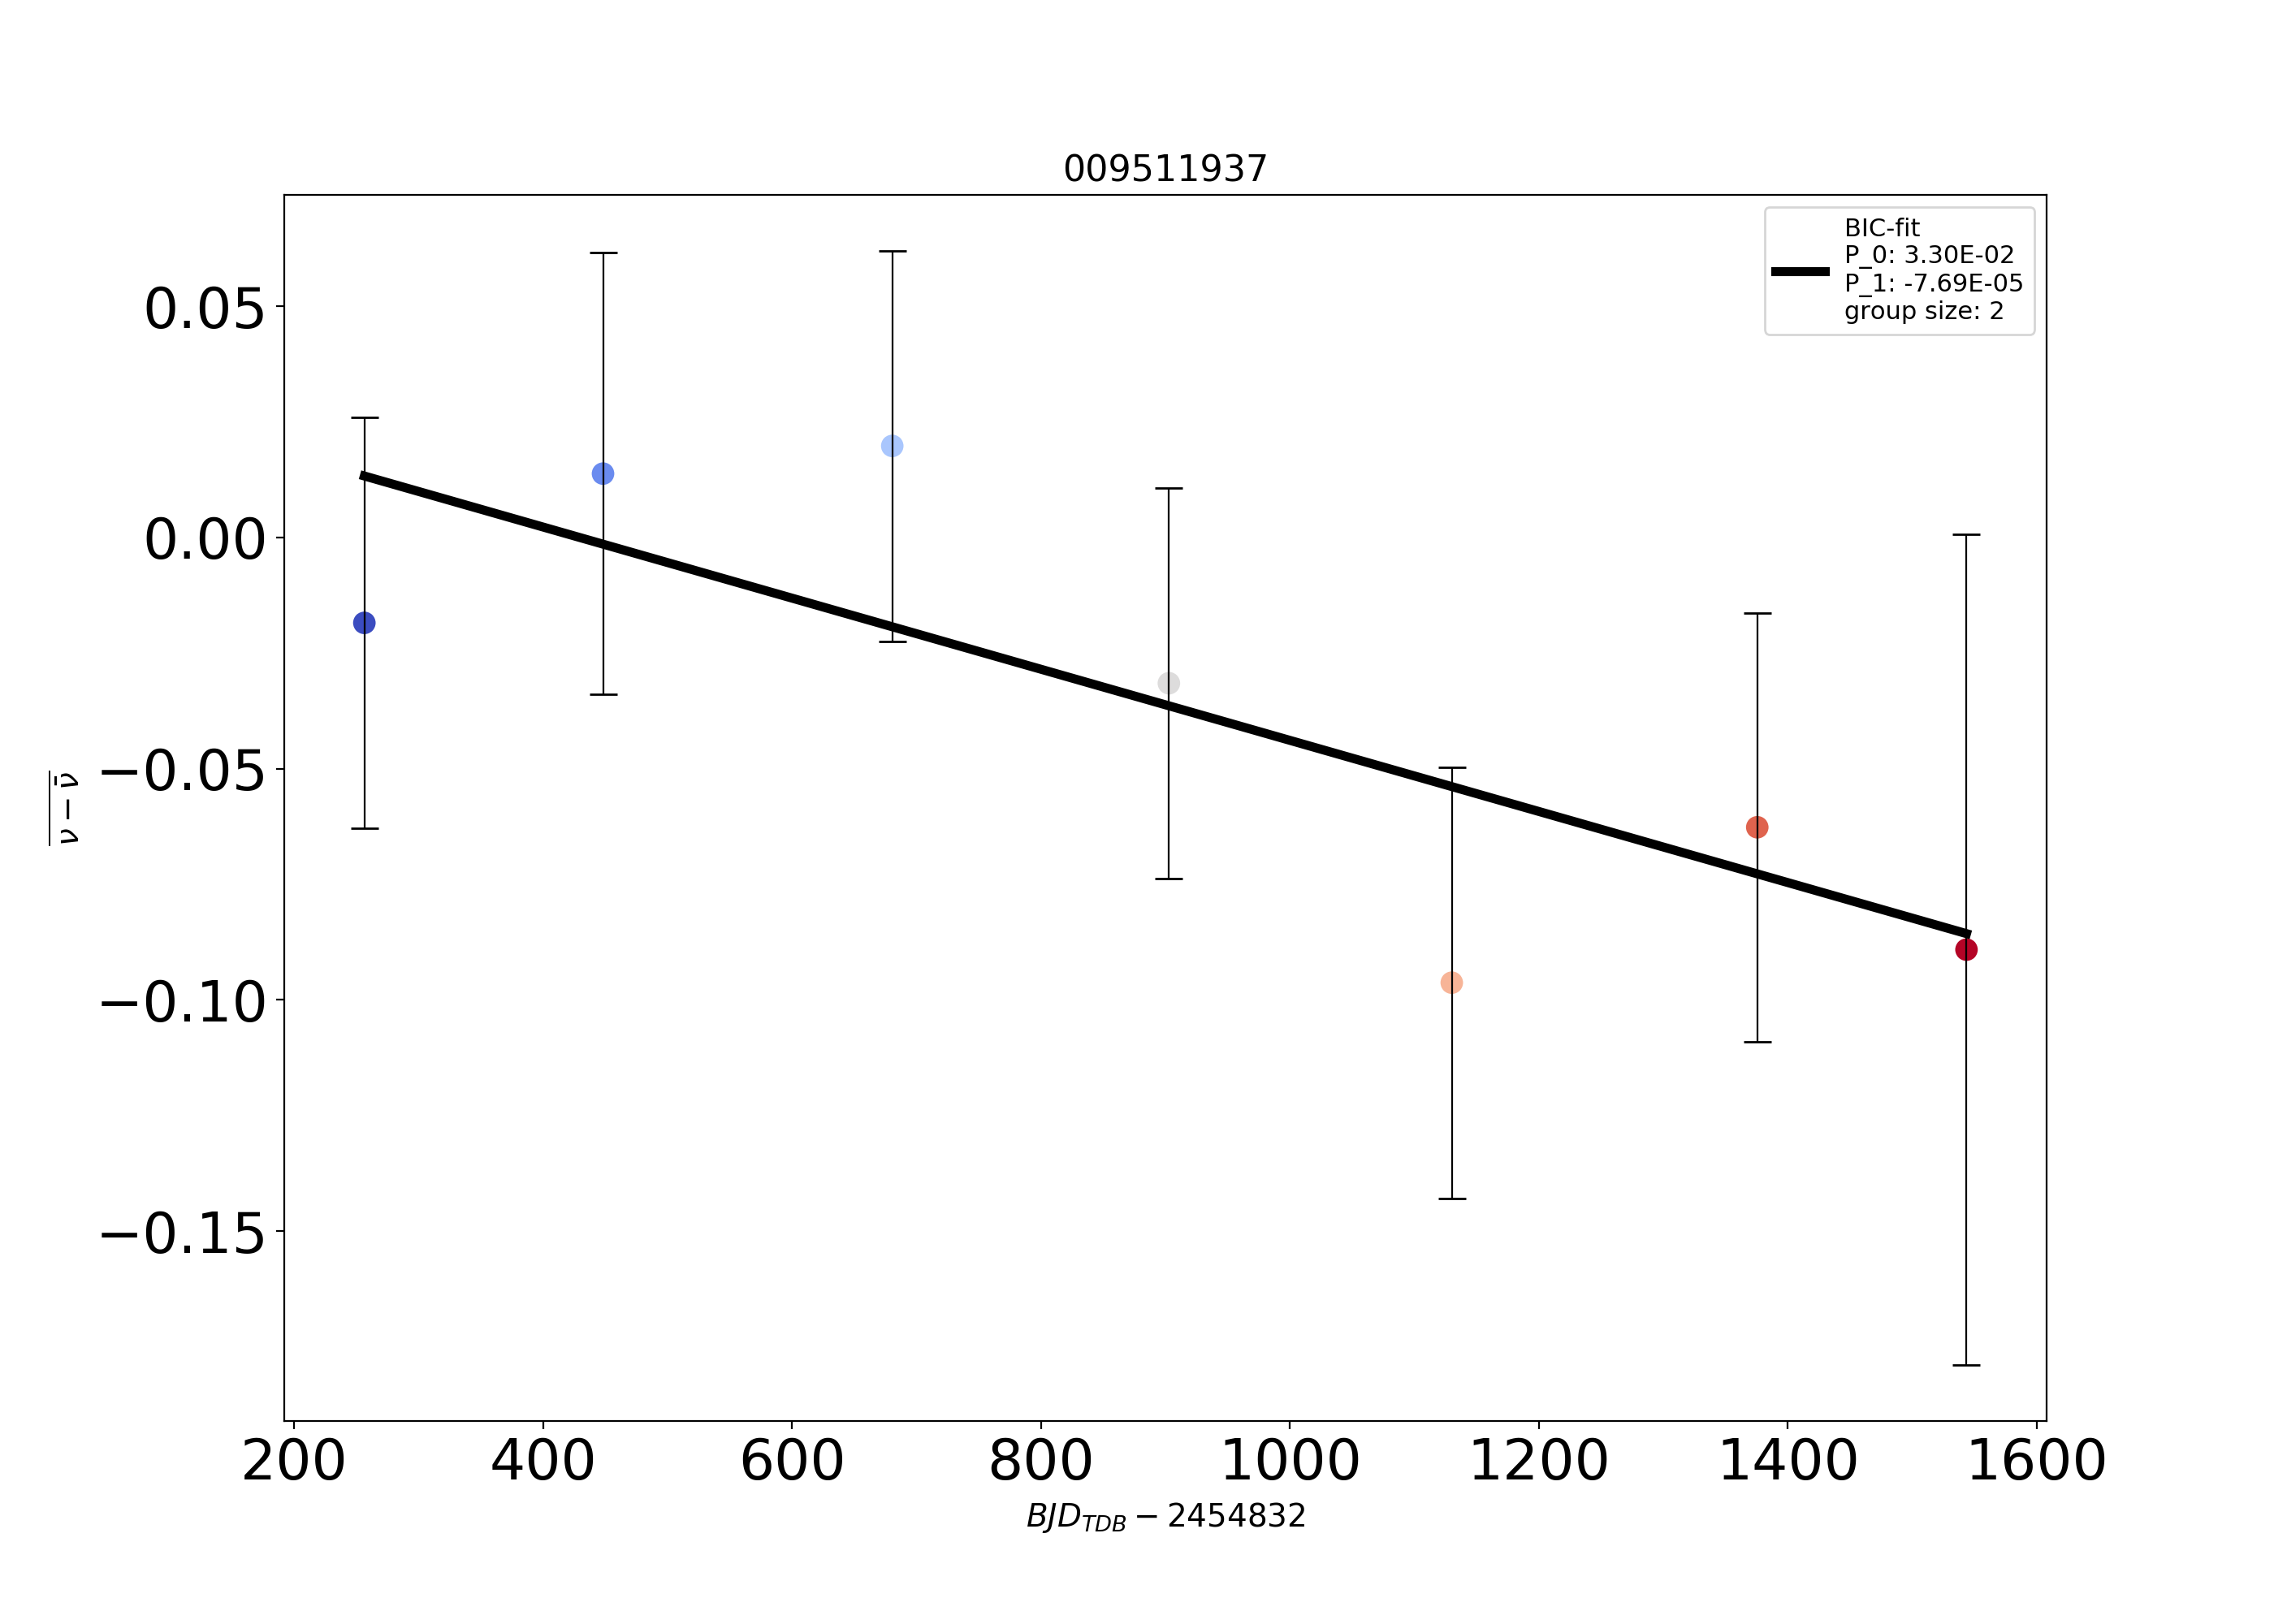 009511937
BIC-fit
P_0: 3.30E-02
P_1: -7.69E-05
group size: 2
0.05
0.00
−0.05
−0.10
−0.15
ν − ν̄
200 400 600 800 1000 1200 1400 1600
BJD_TDB − 2454832